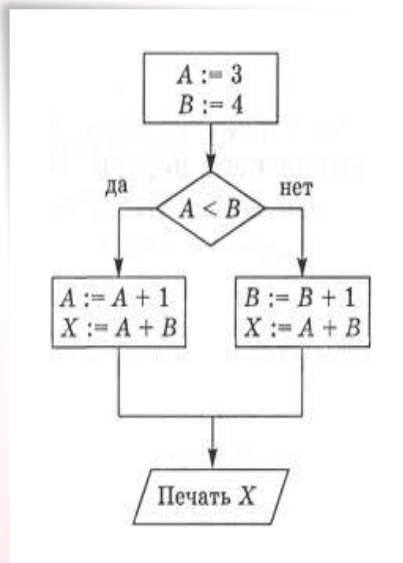 A := 3
B := 4
да
нет
A < B
A := A + 1
X := A + B
B := B + 1
X := A + B
Печать X